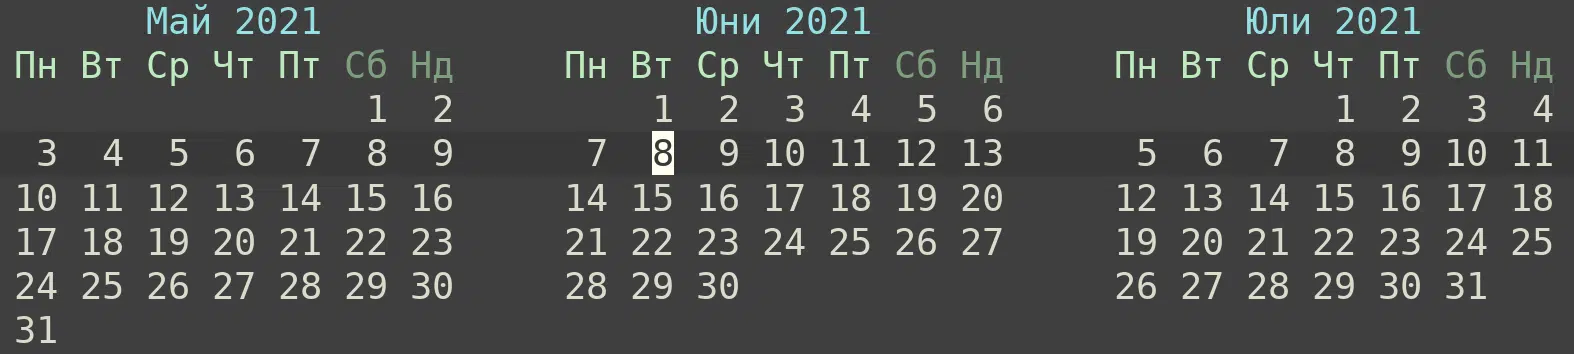 Май 2021 Юни 2021 Юли 2021
Пн Вт Ср Чт Пт Сб Нд Пн Вт Ср Чт Пт Сб Нд Пн Вт Ср Чт Пт Сб Нд
1 2 1 2 3 4 5 6 1 2 3 4
3 4 5 6 7 8 9 7 8 9 10 11 12 13 5 6 7 8 9 10 11
10 11 12 13 14 15 16 14 15 16 17 18 19 20 12 13 14 15 16 17 18
17 18 19 20 21 22 23 21 22 23 24 25 26 27 19 20 21 22 23 24 25
24 25 26 27 28 29 30 28 29 30 26 27 28 29 30 31
31